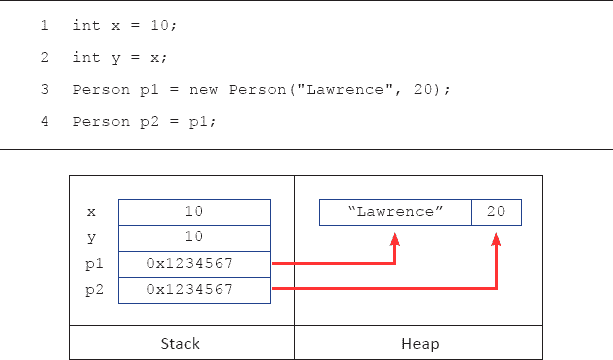 1 int x = 10;
2 int y = x;
3 Person p1 = new Person("Lawrence", 20);
4 Person p2 = p1;
x 10 “Lawrence” 20
y 10
p1 0x1234567
p2 0x1234567
Stack Heap